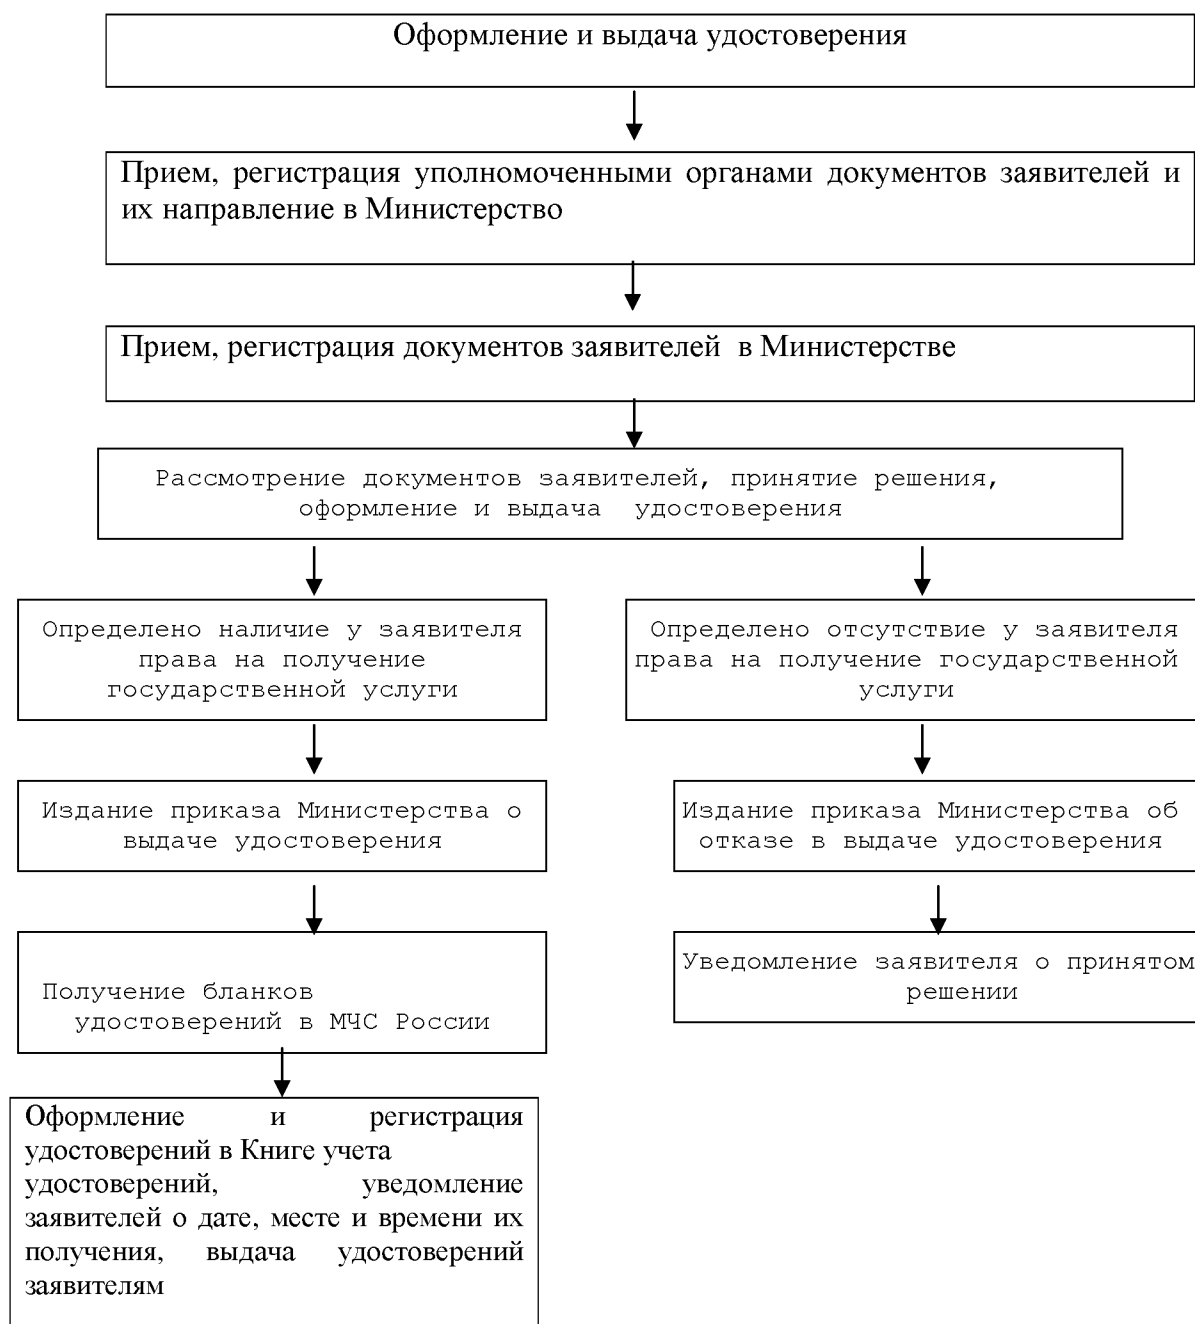 Оформление и выдача удостоверения
Прием, регистрация уполномоченными органами документов заявителей и
их направление в Министерство
Прием, регистрация документов заявителей в Министерстве
Рассмотрение документов заявителей, принятие решения,
оформление и выдача удостоверения
Определено наличие у заявителя
права на получение
государственной услуги
Определено отсутствие у заявителя
права на получение государственной
услуги
Издание приказа Министерства о
выдаче удостоверения
Издание приказа Министерства об
отказе в выдаче удостоверения
Получение бланков
удостоверений в МЧС России
Уведомление заявителя о принятом
решении
Оформление и регистрация
удостоверений в Книге учета
удостоверений, уведомление
заявителей о дате, месте и времени их
получения, выдача удостоверений
заявителям